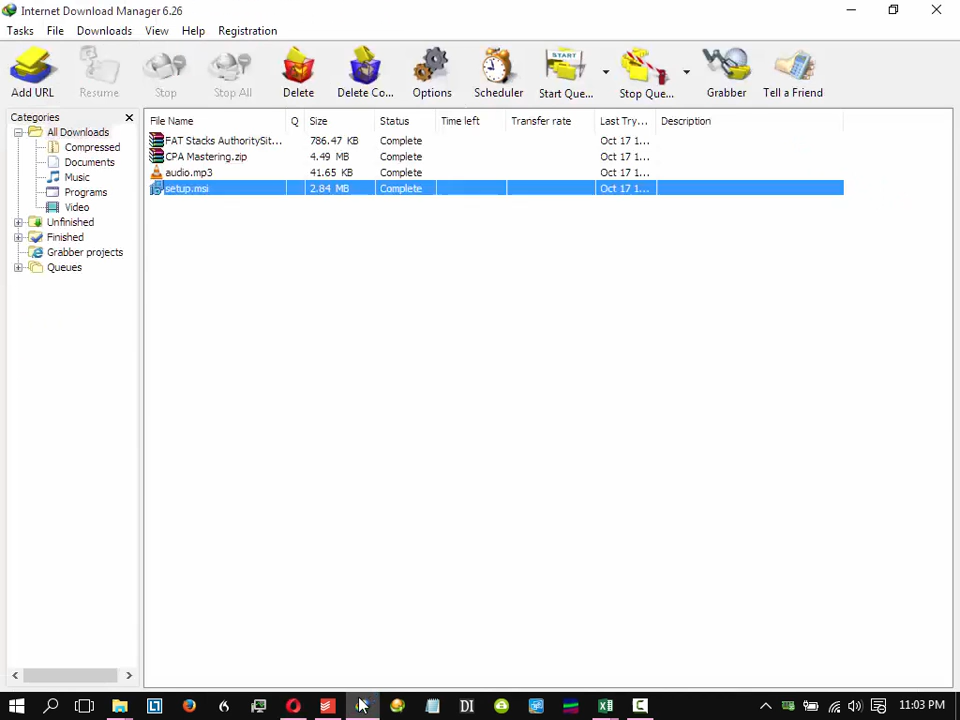 Internet Download Manager 6.26
Tasks File Downloads View Help Registration
Add URL Resume Stop Stop All Delete Delete Co... Options Scheduler Start Que... Stop Que... Grabber Tell a Friend
START
Categories
All Downloads
Compressed
Documents
Music
Programs
Video
Unfinished
Finished
Grabber projects
Queues
File Name Q Size Status Time left Transfer rate Last Try... Description
FAT Stacks AuthoritySit... 786.47 KB Complete Oct 17 1...
CPA Mastering.zip 4.49 MB Complete Oct 17 1...
audio.mp3 41.65 KB Complete Oct 17 1...
setup.msi 2.84 MB Complete Oct 17 1...
DI
11:03 PM